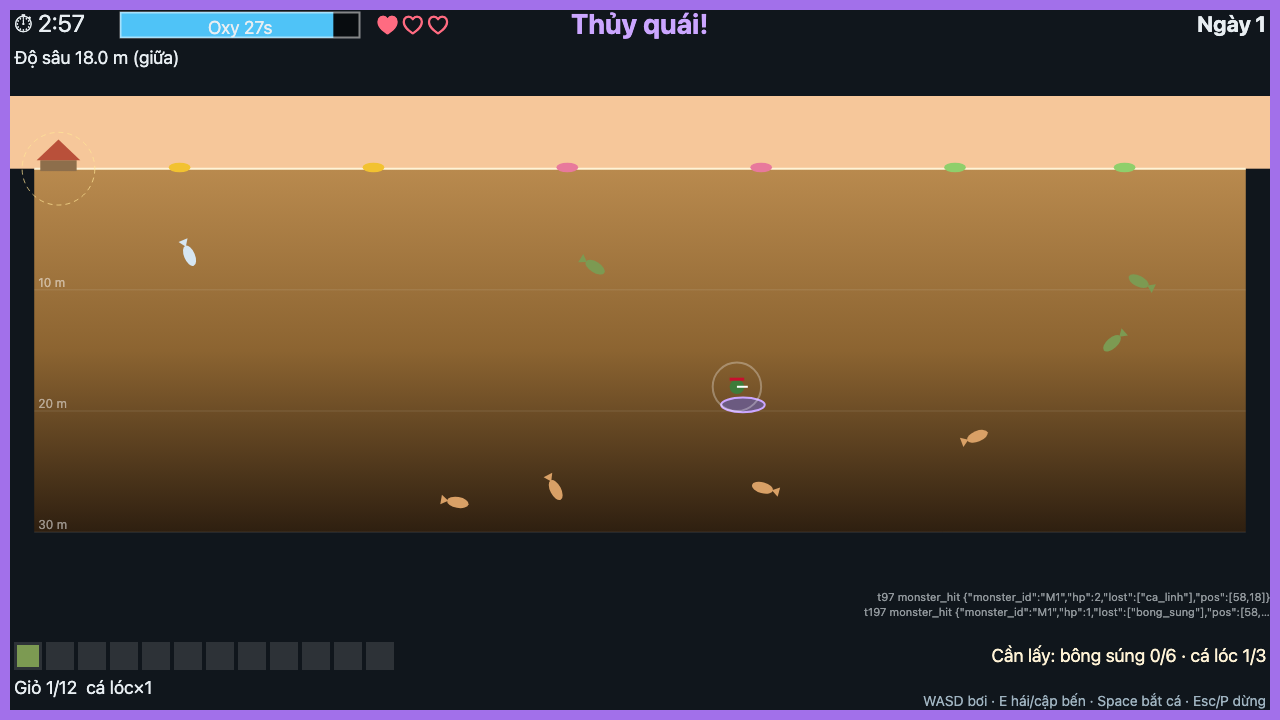 ⏱ 2:57
Oxy 27s
Thủy quái!
Ngày 1
Độ sâu 18.0 m (giữa)
10 m
20 m
30 m
t97 monster_hit {"monster_id":"M1","hp":2,"lost":["ca_linh"],"pos":[58,18]}
t197 monster_hit {"monster_id":"M1","hp":1,"lost":["bong_sung"],"pos":[58,...
Cần lấy: bông súng 0/6 · cá lóc 1/3
Giỏ 1/12 cá lóc×1
WASD bơi · E hái/cập bến · Space bắt cá · Esc/P dừng